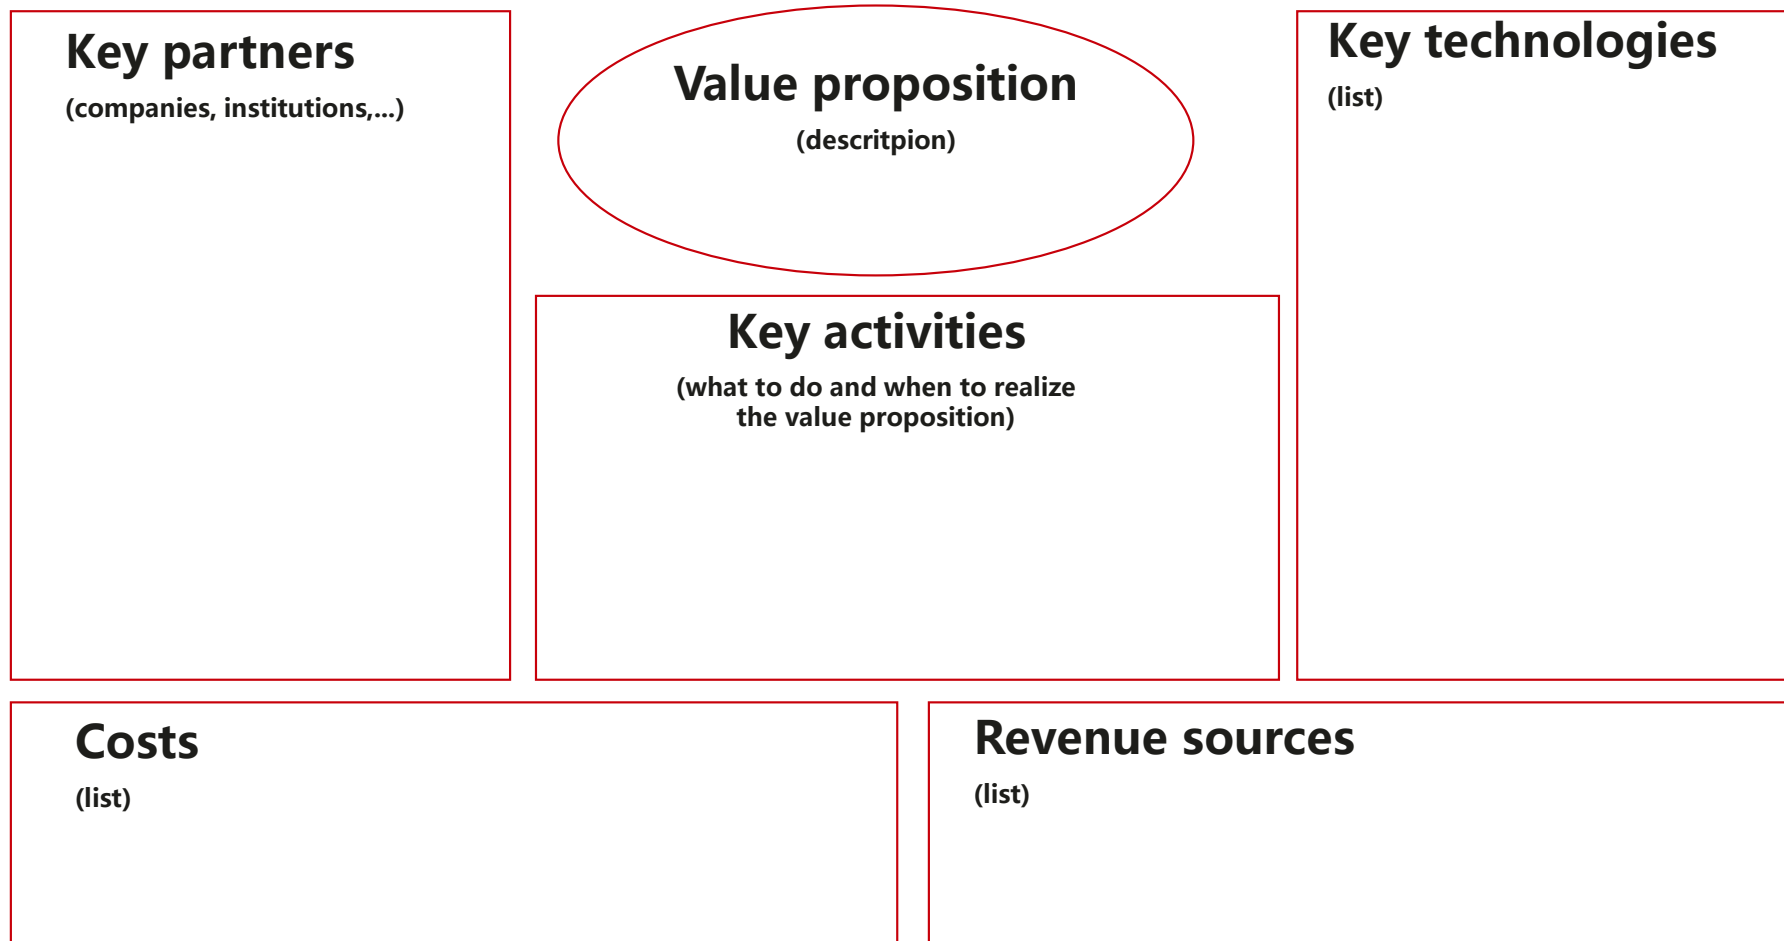 Key partners
(companies, institutions,...)
Value proposition
(descritpion)
Key technologies
(list)
Key activities
(what to do and when to realize
the value proposition)
Costs
(list)
Revenue sources
(list)